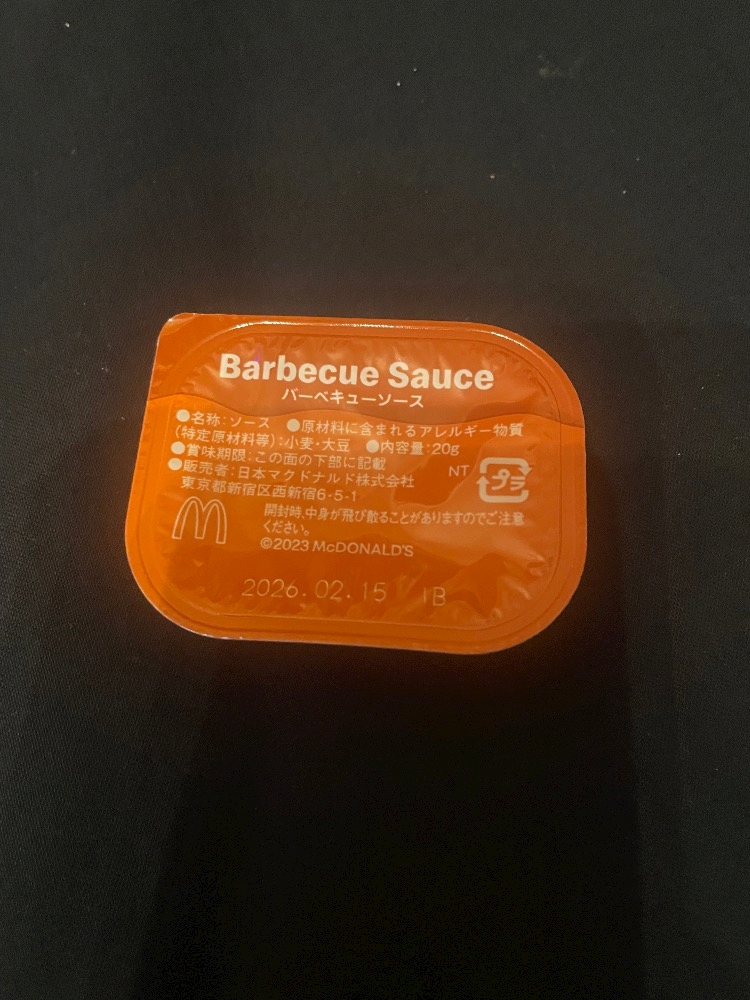 Barbecue Sauce
バーベキューソース
●名称：ソース ●原材料に含まれるアレルギー物質
（特定原材料等）：小麦・大豆 ●内容量：20g
●賞味期限：この面の下部に記載
●販売者：日本マクドナルド株式会社
東京都新宿区西新宿6-5-1
NT プラ
開封時、中身が飛び散ることがありますのでご注意
ください。
©2023 McDONALD'S
2026.02.15 IB